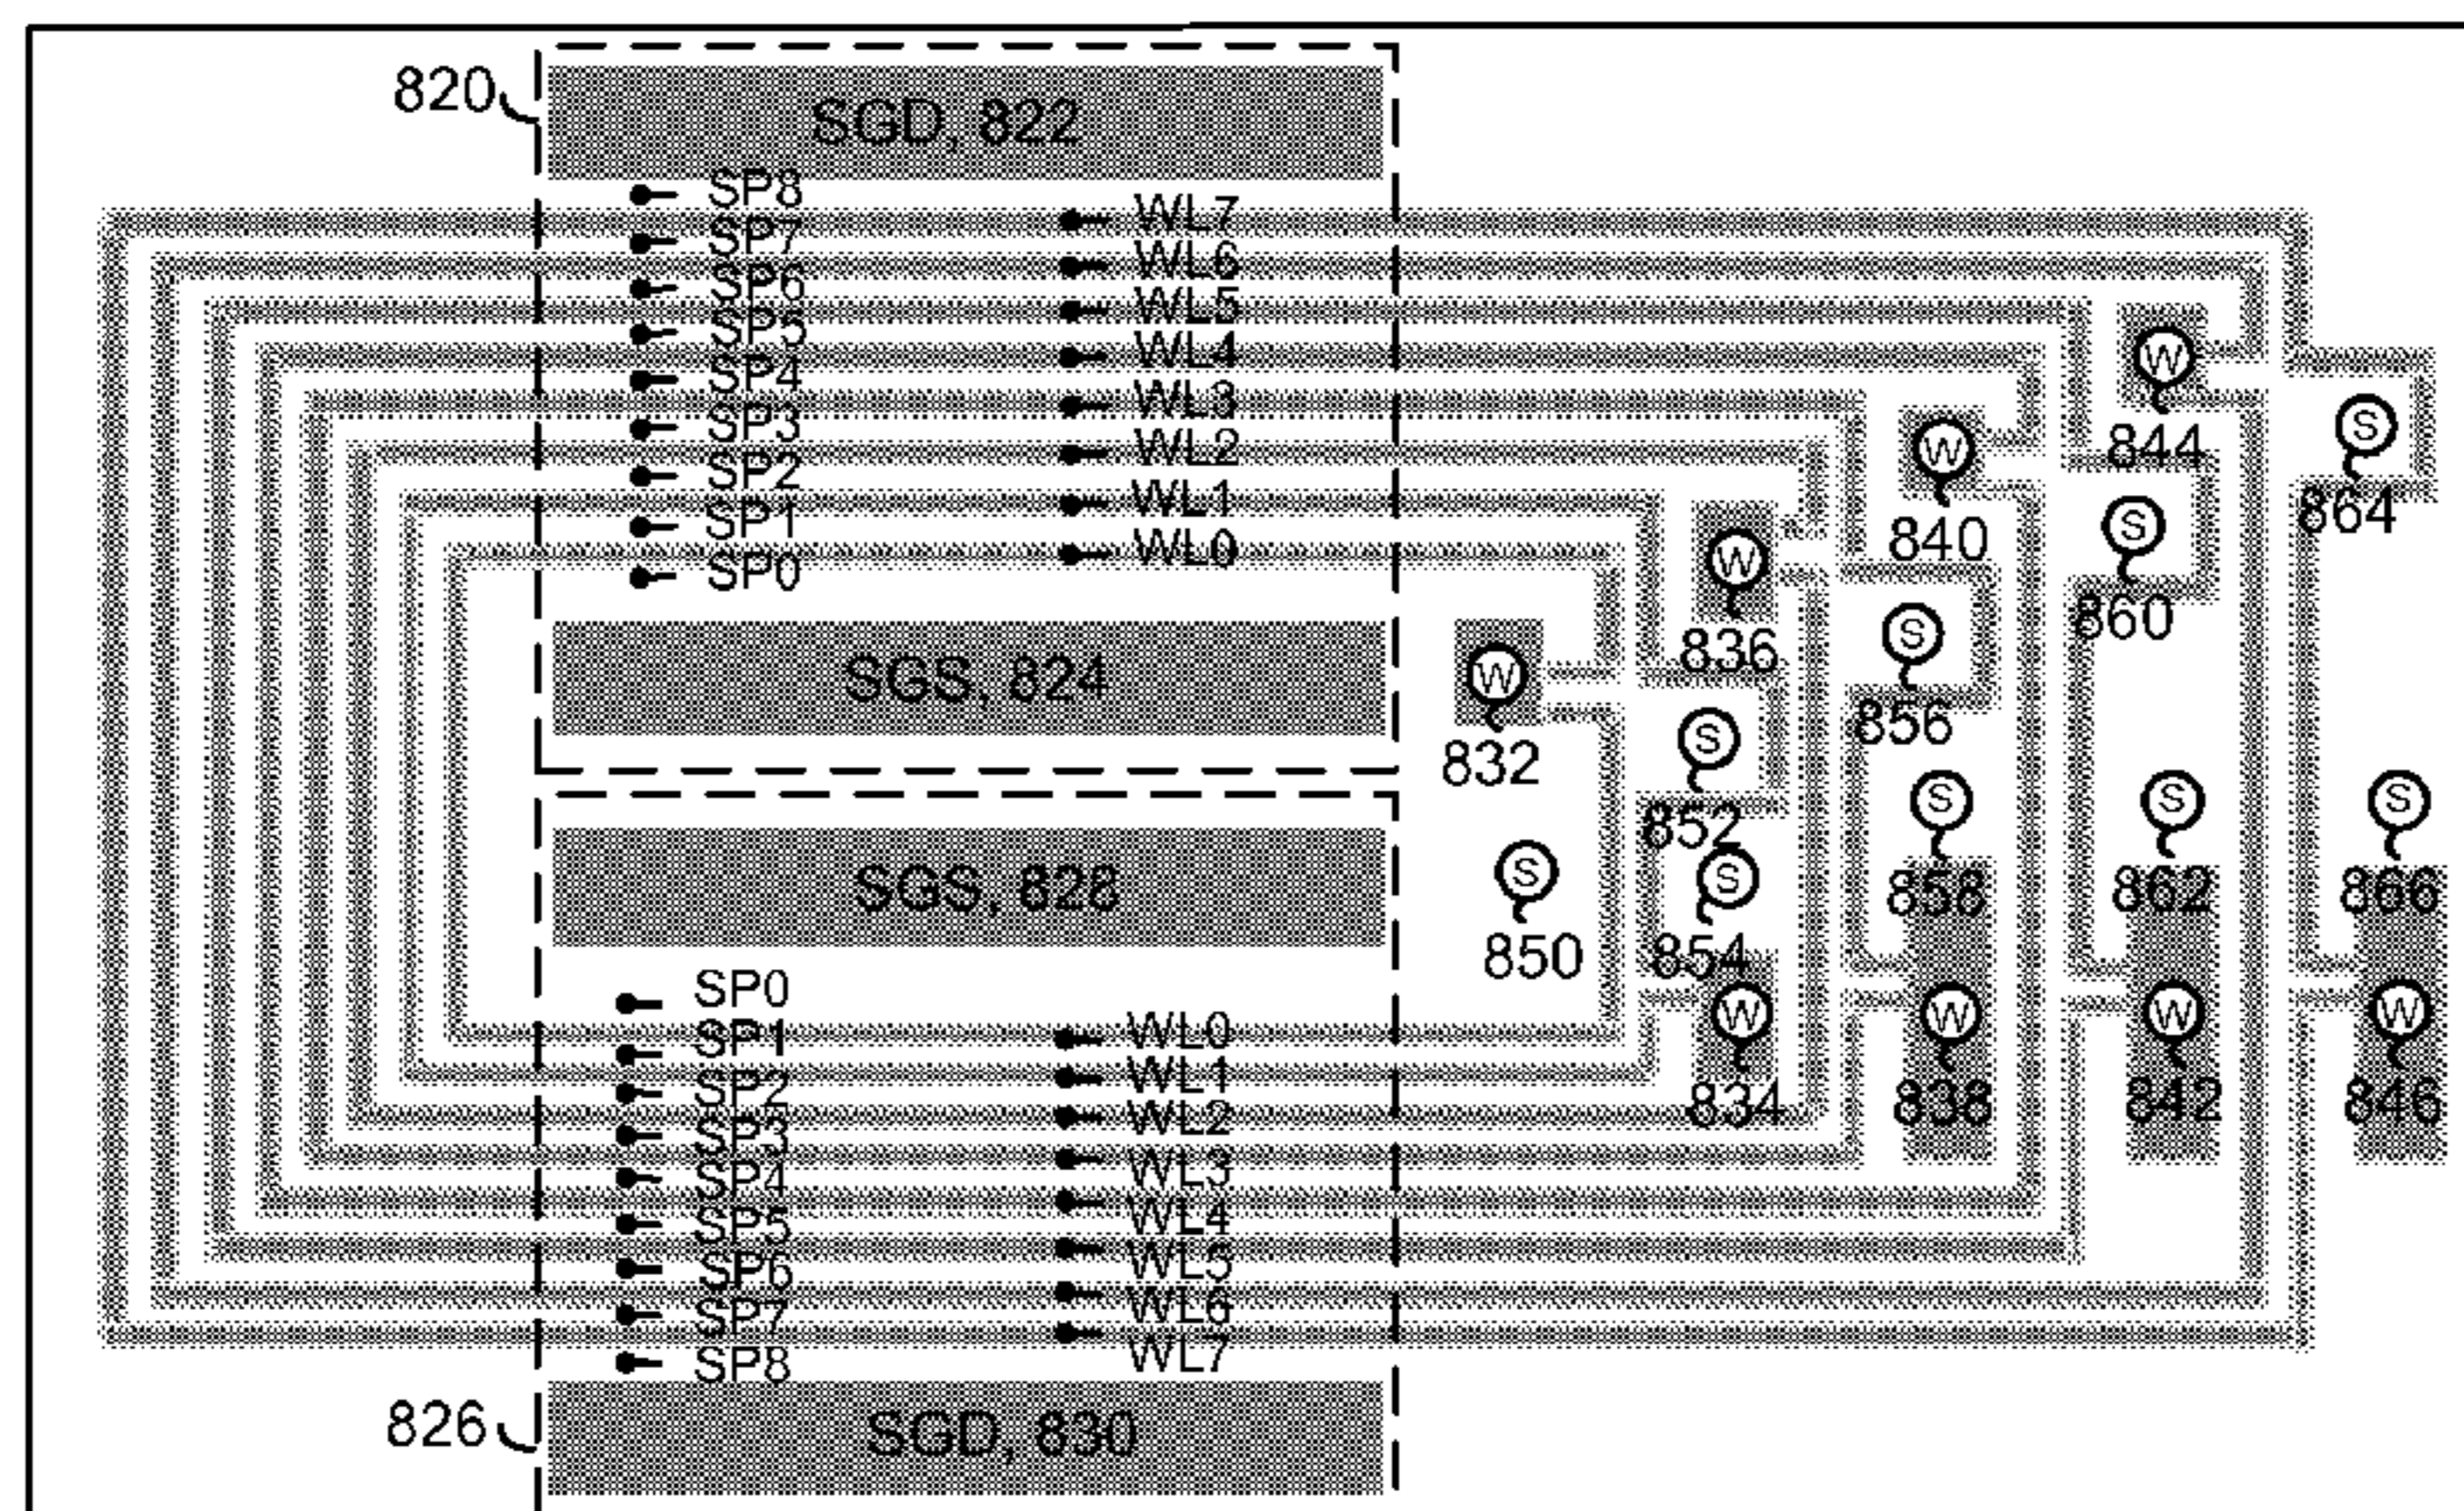 820
SGD, 822
SP8
WL7
SP7
WL6
SP6
WL5
SP5
WL4
SP4
WL3
SP3
WL2
SP2
WL1
SP1
WL0
SP0
W
844
S
864
W
840
S
860
W
836
S
856
SGS, 824
W
832
S
852
S
858
S
862
S
866
SGS, 828
S
850
S
854
SP0
W
834
W
838
W
842
W
846
SP1
WL0
SP2
WL1
SP3
WL2
SP4
WL3
SP5
WL4
SP6
WL5
SP7
WL6
SP8
WL7
826
SGD, 830